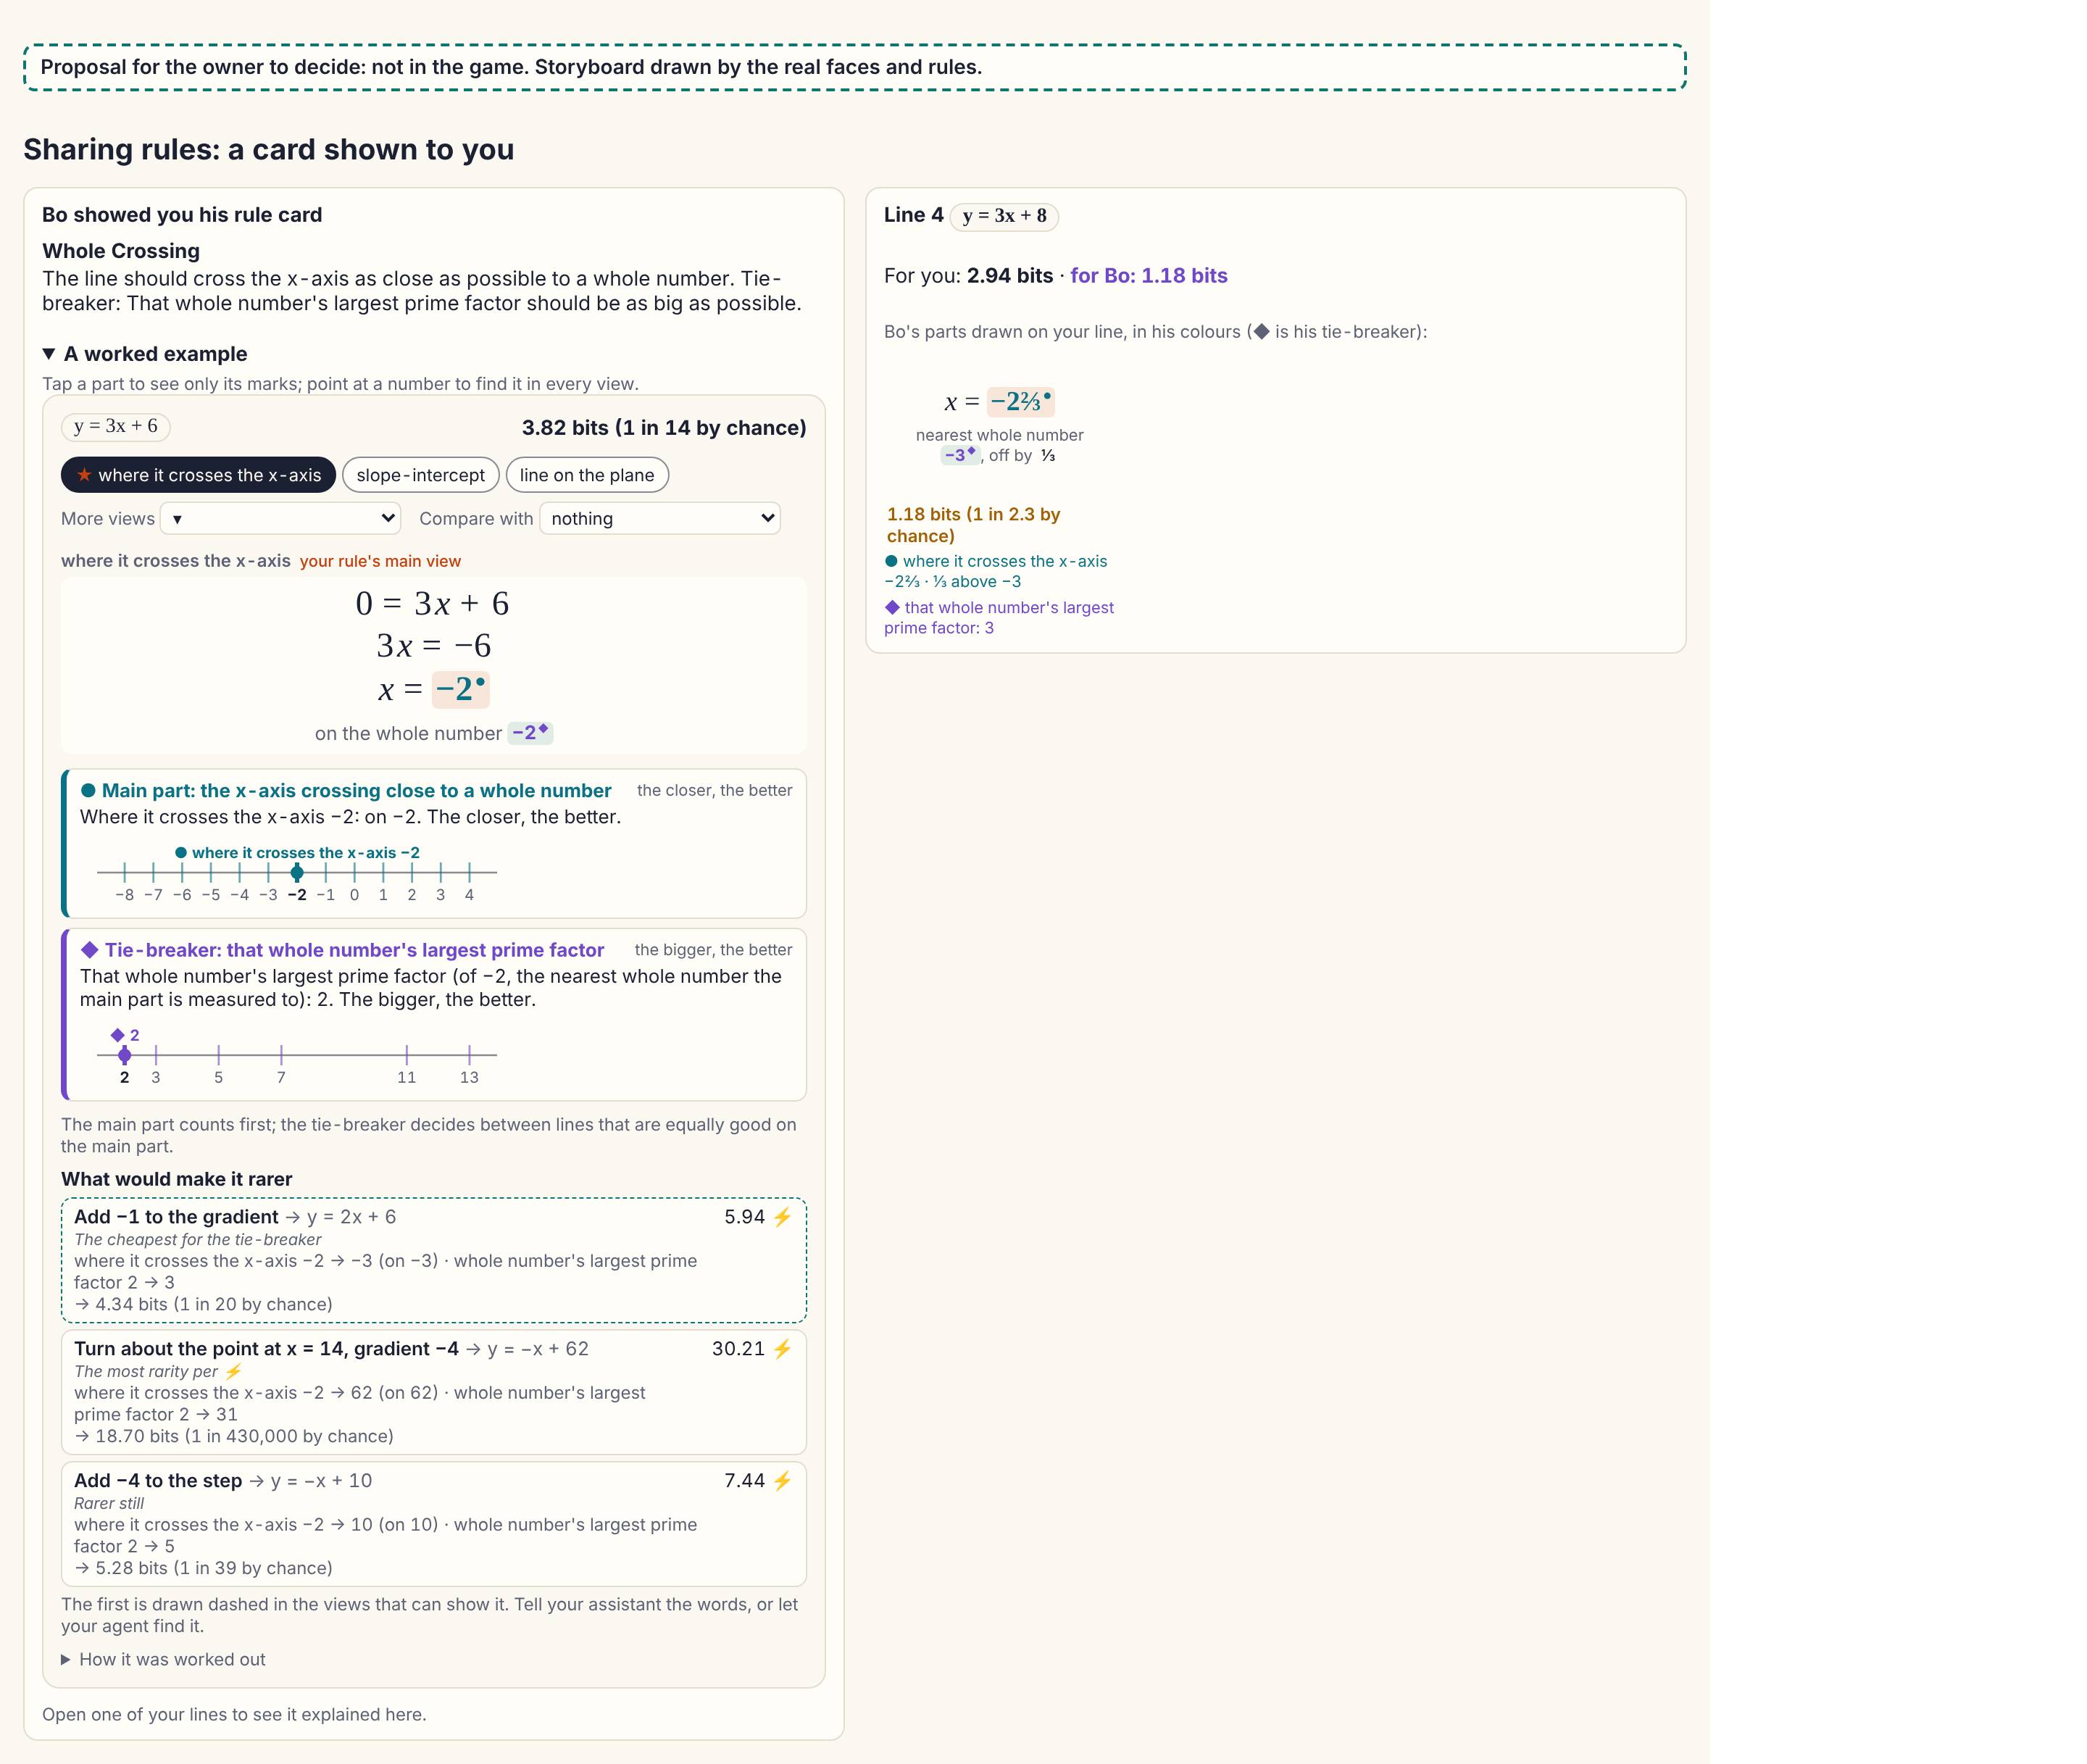 Proposal for the owner to decide: not in the game. Storyboard drawn by the real faces and rules.
Sharing rules: a card shown to you
Bo showed you his rule card
Whole Crossing
The line should cross the x-axis as close as possible to a whole number. Tie-
breaker: That whole number's largest prime factor should be as big as possible.
▼ A worked example
Tap a part to see only its marks; point at a number to find it in every view.
y = 3x + 6
3.82 bits (1 in 14 by chance)
★ where it crosses the x-axis
slope-intercept
line on the plane
More views ▾
Compare with nothing
where it crosses the x-axis your rule's main view
0 = 3x + 6
3x = −6
x = −2●
on the whole number −2◆
● Main part: the x-axis crossing close to a whole number
the closer, the better
Where it crosses the x-axis −2: on −2. The closer, the better.
● where it crosses the x-axis −2
−8 −7 −6 −5 −4 −3 −2 −1 0 1 2 3 4
◆ Tie-breaker: that whole number's largest prime factor
the bigger, the better
That whole number's largest prime factor (of −2, the nearest whole number the
main part is measured to): 2. The bigger, the better.
◆ 2
2 3 5 7 11 13
The main part counts first; the tie-breaker decides between lines that are equally good on
the main part.
What would make it rarer
Add −1 to the gradient → y = 2x + 6
5.94 ⚡
The cheapest for the tie-breaker
where it crosses the x-axis −2 → −3 (on −3) · whole number's largest prime
factor 2 → 3
→ 4.34 bits (1 in 20 by chance)
Turn about the point at x = 14, gradient −4 → y = −x + 62
30.21 ⚡
The most rarity per ⚡
where it crosses the x-axis −2 → 62 (on 62) · whole number's largest
prime factor 2 → 31
→ 18.70 bits (1 in 430,000 by chance)
Add −4 to the step → y = −x + 10
7.44 ⚡
Rarer still
where it crosses the x-axis −2 → 10 (on 10) · whole number's largest prime
factor 2 → 5
→ 5.28 bits (1 in 39 by chance)
The first is drawn dashed in the views that can show it. Tell your assistant the words, or let
your agent find it.
▶ How it was worked out
Open one of your lines to see it explained here.
Line 4 y = 3x + 8
For you: 2.94 bits · for Bo: 1.18 bits
Bo's parts drawn on your line, in his colours (◆ is his tie-breaker):
x = −2⅔●
nearest whole number
−3◆, off by ⅓
1.18 bits (1 in 2.3 by
chance)
● where it crosses the x-axis
−2⅔ · ⅓ above −3
◆ that whole number's largest
prime factor: 3